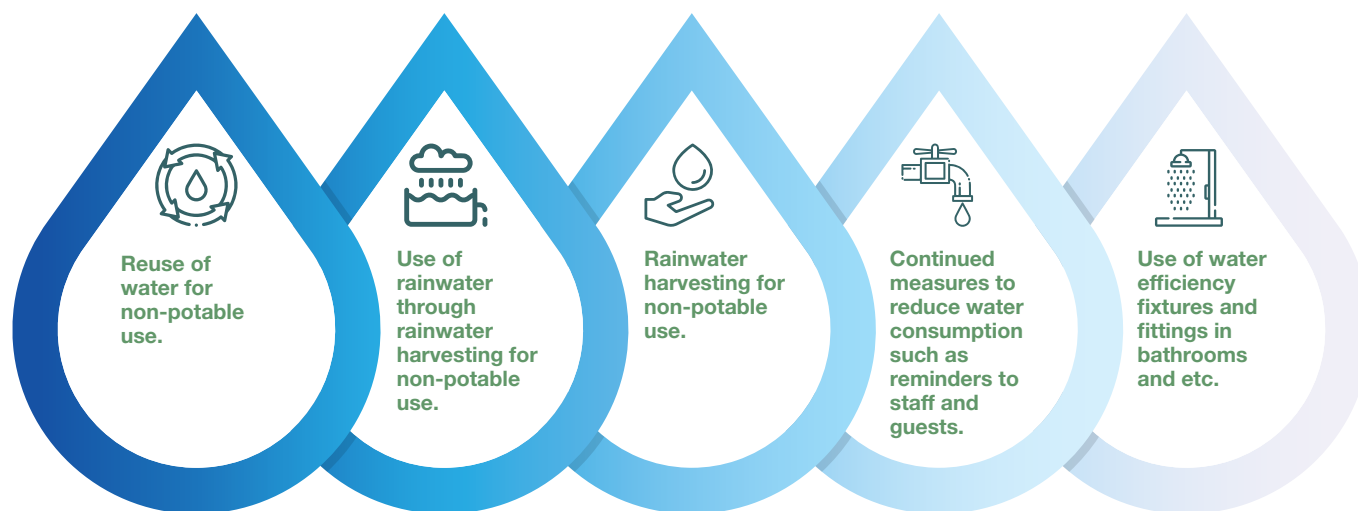 Reuse of
water for
non-potable
use.
Use of
rainwater
through
rainwater
harvesting for
non-potable
use.
Rainwater
harvesting for
non-potable
use.
Continued
measures to
reduce water
consumption
such as
reminders to
staff and
guests.
Use of water
efficiency
fixtures and
fittings in
bathrooms
and etc.